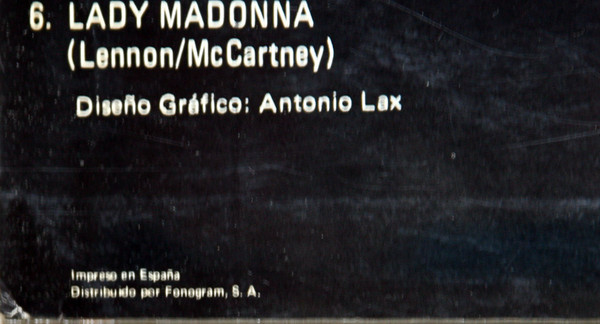 6. LADY MADONNA
(Lennon/McCartney)
Diseño Gráfico: Antonio Lax
Impreso en España
Distribuido por Fonogram, S. A.